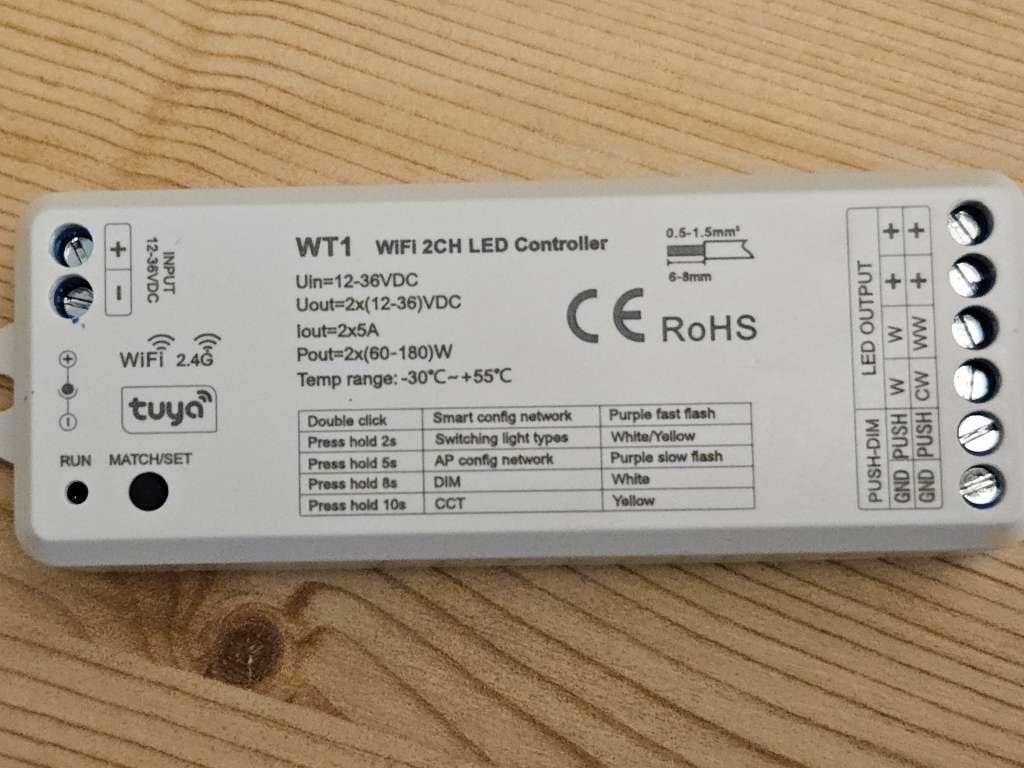 +
−
INPUT
12-36VDC
WiFi 2.4G
tuya
RUN MATCH/SET
WT1 WiFi 2CH LED Controller
Uin=12-36VDC
Uout=2x(12-36)VDC
Iout=2x5A
Pout=2x(60-180)W
Temp range: -30°C~+55°C
0.5-1.5mm²
6-8mm
CE RoHS
Double click Smart config network Purple fast flash
Press hold 2s Switching light types White/Yellow
Press hold 5s AP config network Purple slow flash
Press hold 8s DIM White
Press hold 10s CCT Yellow
PUSH-DIM LED OUTPUT
GND PUSH W W + +
GND PUSH CW WW + +